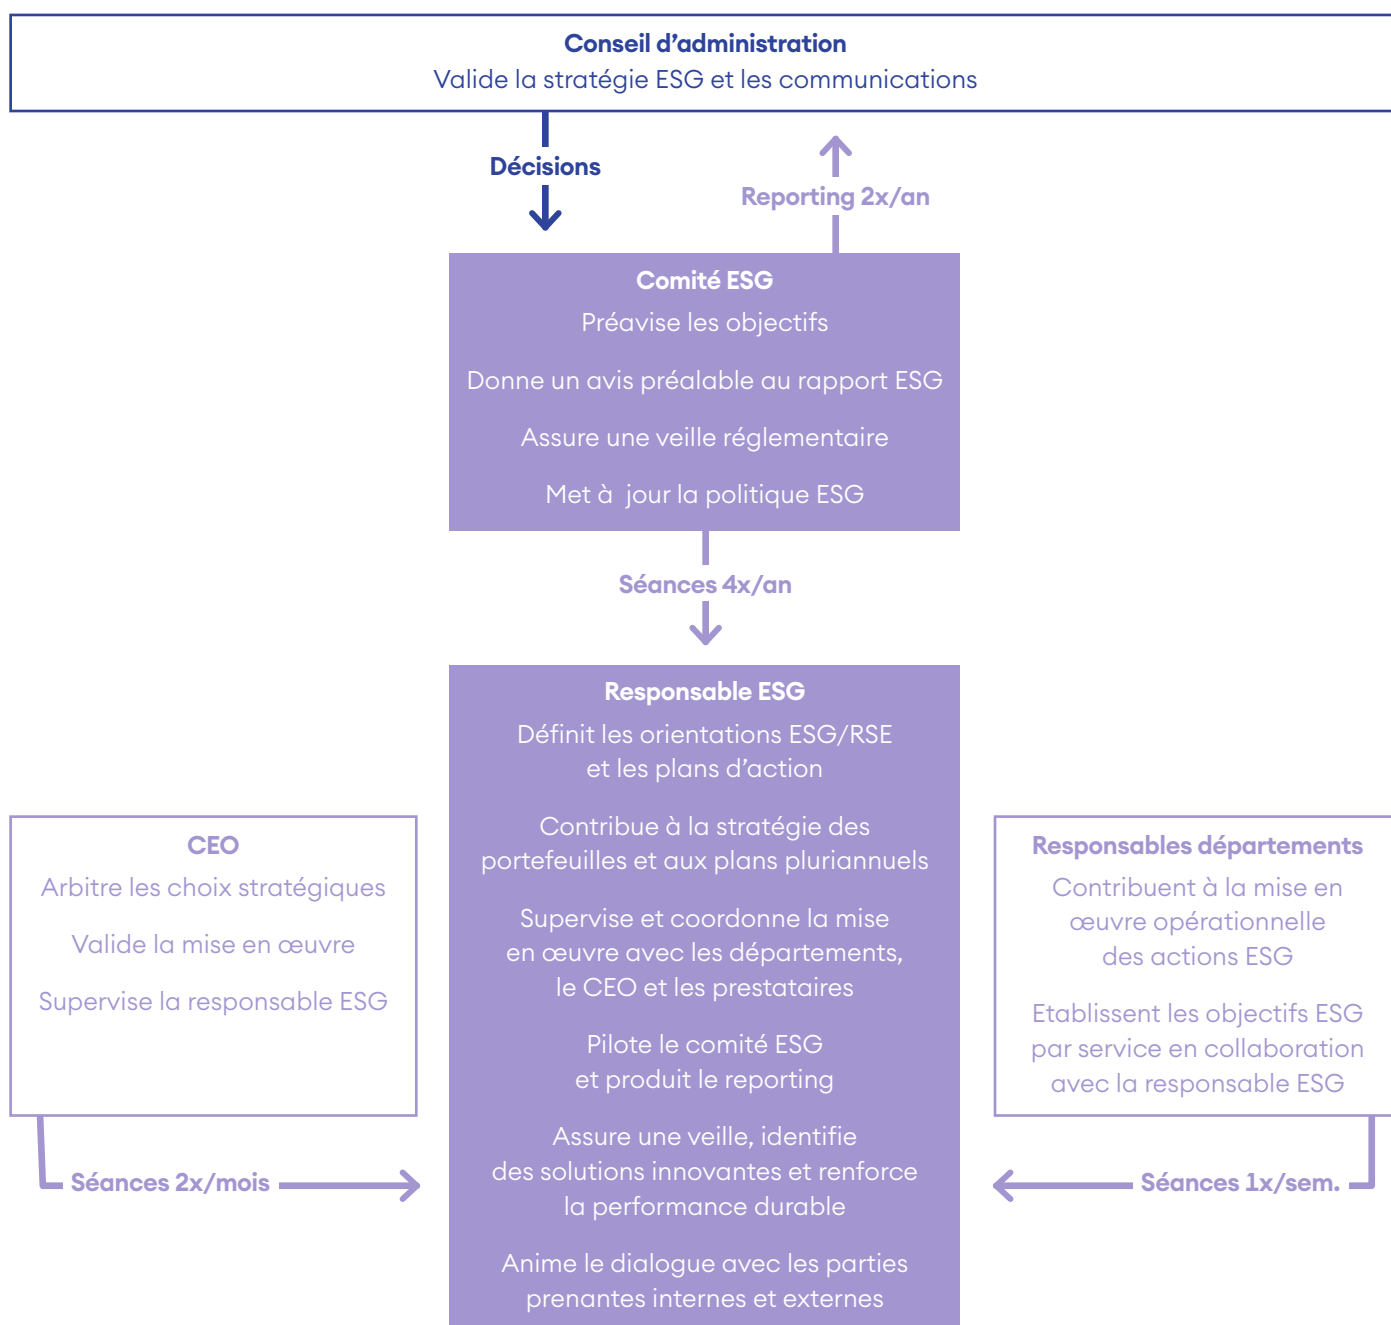 Conseil d'administration
Valide la stratégie ESG et les communications
Décisions
Reporting 2x/an
Comité ESG
Préavise les objectifs
Donne un avis préalable au rapport ESG
Assure une veille réglementaire
Met à  jour la politique ESG
Séances 4x/an
Responsable ESG
Définit les orientations ESG/RSE
et les plans d’action
Contribue à la stratégie des
portefeuilles et aux plans pluriannuels
Supervise et coordonne la mise
en œuvre avec les départements,
le CEO et les prestataires
Pilote le comité ESG
et produit le reporting
Assure une veille, identifie
des solutions innovantes et renforce
la performance durable
Anime le dialogue avec les parties
prenantes internes et externes
CEO
Arbitre les choix stratégiques
Valide la mise en œuvre
Supervise la responsable ESG
Séances 2x/mois
Responsables départements
Contribuent à la mise en
œuvre opérationnelle
des actions ESG
Etablissent les objectifs ESG
par service en collaboration
avec la responsable ESG
Séances 1x/sem.